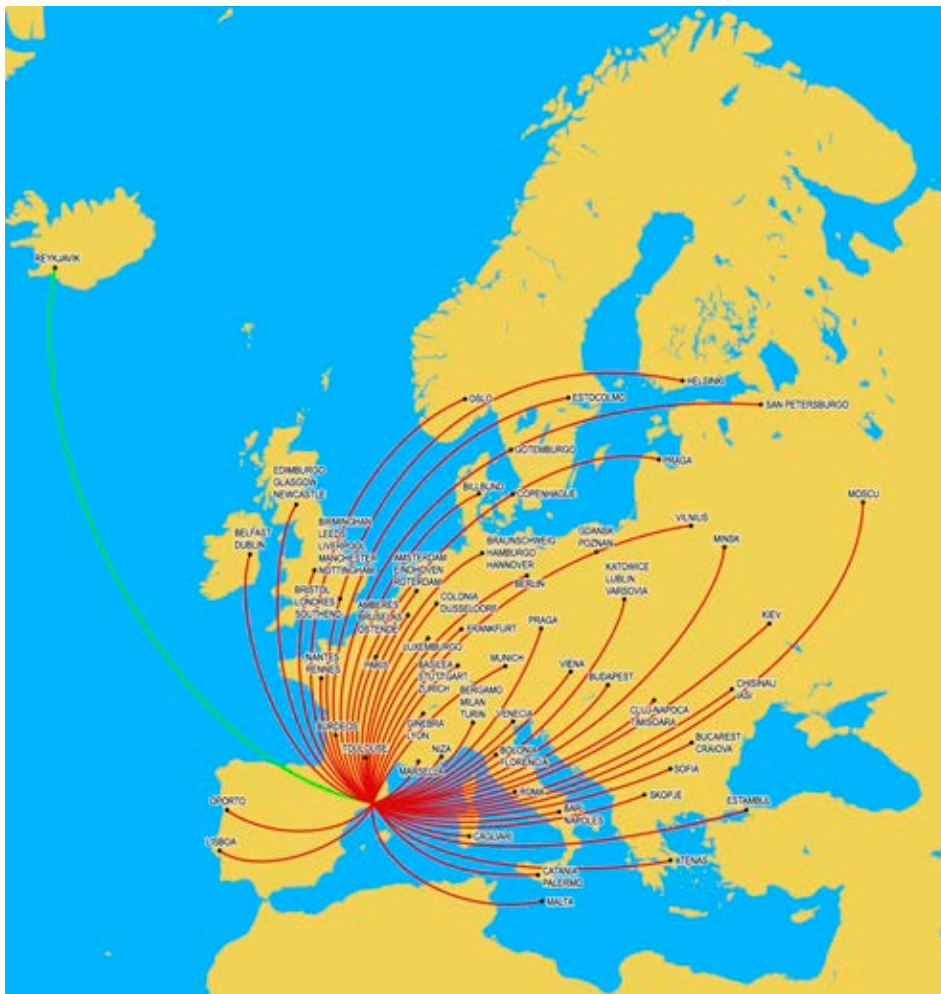 REYKJAVIK
HELSINKI
OSLO
ESTOCOLMO
SAN PETERSBURGO
GOTEMBURGO
PRAGA
EDIMBURGO
GLASGOW
NEWCASTLE
BILLBUND
COPENHAGUE
MOSCU
BIRMINGHAN
LEEDS
LIVERPOOL
MANCHESTER
NOTTINGHAM
VILNIUS
BELFAST
DUBLIN
GDANSK
POZNAN
BRAUNSCHWEIG
HAMBURGO
HANNOVER
MINSK
AMSTERDAM
EINDHOVEN
ROTERDAM
KATOWICE
LUBLIN
VARSOVIA
BERLIN
BRISTOL
LONDRES
SOUTHEND
AMBERES
BRUSELAS
OSTENDE
COLONIA
DUSSELDORF
KIEV
FRANKFURT
PRAGA
LUXEMBURGO
NANTES
RENNES
PARIS
BASILEA
STUTTGART
ZURICH
MUNICH
VIENA
BUDAPEST
BERGAMO
MILAN
TURIN
CHISINAU
IASI
CLUJ-NAPOCA
TIMISOARA
VENECIA
BURDEOS
GINEBRA
LYON
BUCAREST
CRAIOVA
TOULOUSE
NIZA
MARSELLA
BOLONIA
FLORENCIA
SOFIA
ROMA
SKOPJE
OPORTO
BARI
NAPOLES
ESTAMBUL
LISBOA
CAGLIARI
ATENAS
CATANIA
PALERMO
MALTA